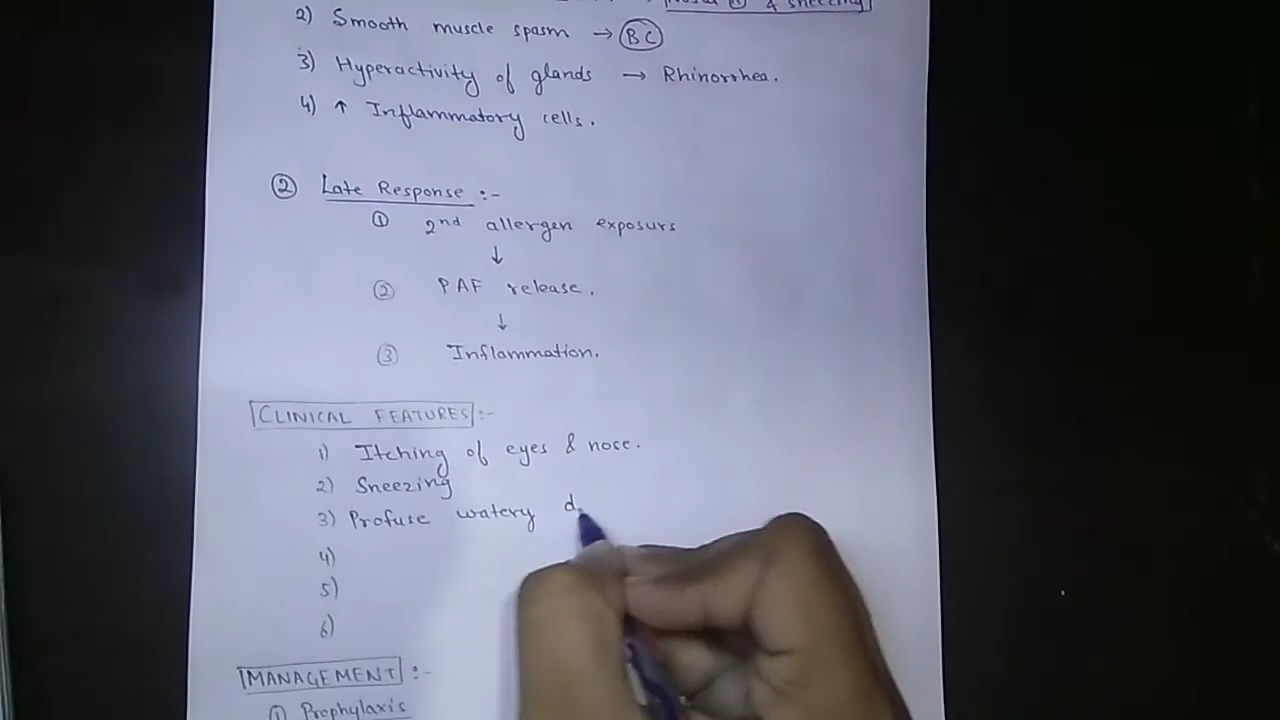 & Sneezing
2) Smooth muscle spasm → BC
3) Hyperactivity of glands → Rhinorrhea.
4) ↑ Inflammatory cells.
② Late Response :-
① 2nd allergen exposurs
↓
② PAF release.
↓
③ Inflammation.
CLINICAL FEATURES :-
1) Itching of eyes & nose.
2) Sneezing
3) Profuse watery d
4)
5)
6)
MANAGEMENT :-
① Prophylaxis